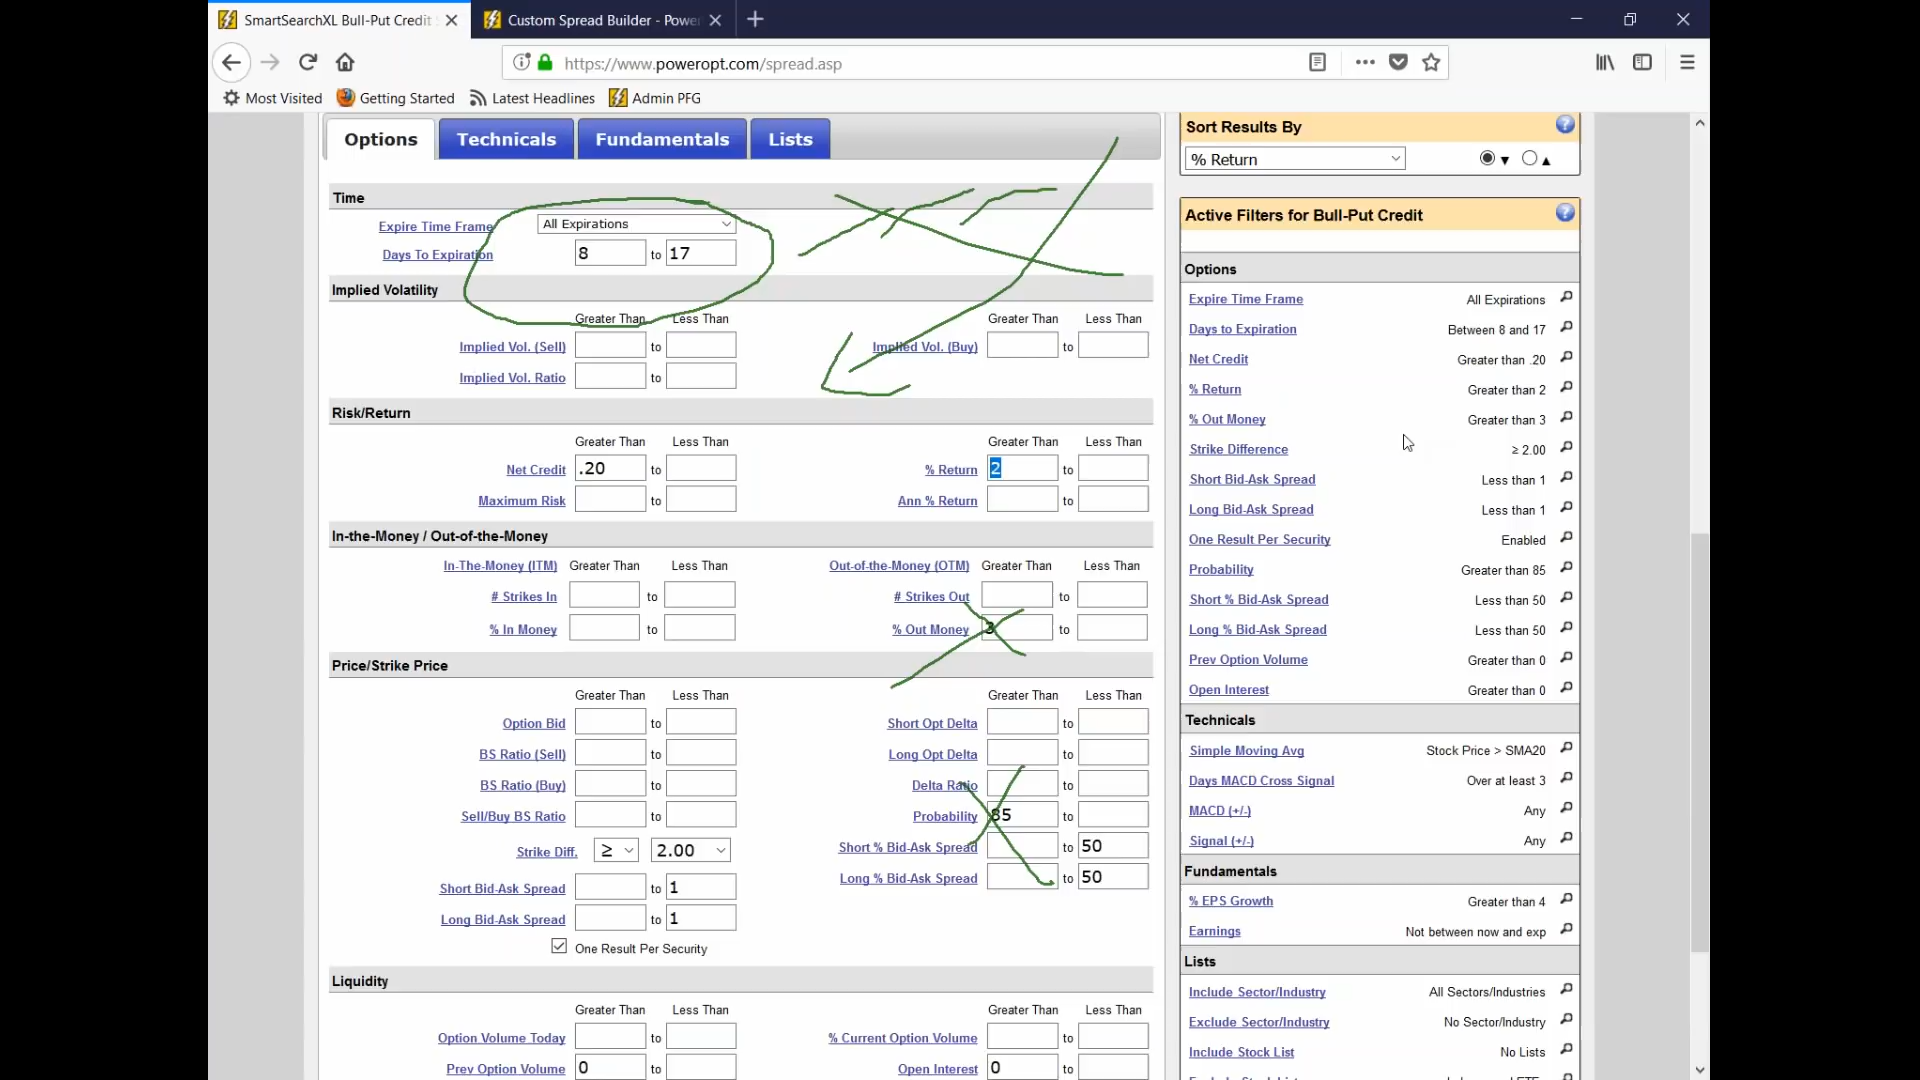 SmartSearchXL Bull-Put Credit
Custom Spread Builder - Powe
https://www.poweropt.com/spread.asp
Most Visited Getting Started Latest Headlines Admin PFG
Options Technicals Fundamentals Lists
Time
Expire Time Frame All Expirations
Days To Expiration 8 to 17
Implied Volatility
Greater Than Less Than Greater Than Less Than
Implied Vol. (Sell) to Implied Vol. (Buy) to
Implied Vol. Ratio to
Risk/Return
Greater Than Less Than Greater Than Less Than
Net Credit .20 to % Return 2 to
Maximum Risk to Ann % Return to
In-the-Money / Out-of-the-Money
In-The-Money (ITM) Greater Than Less Than Out-of-the-Money (OTM) Greater Than Less Than
# Strikes In to # Strikes Out to
% In Money to % Out Money 3 to
Price/Strike Price
Greater Than Less Than Greater Than Less Than
Option Bid to Short Opt Delta to
BS Ratio (Sell) to Long Opt Delta to
BS Ratio (Buy) to Delta Ratio to
Sell/Buy BS Ratio to Probability 85 to
Strike Diff. ≥ 2.00 Short % Bid-Ask Spread to 50
Short Bid-Ask Spread to 1 Long % Bid-Ask Spread to 50
Long Bid-Ask Spread to 1
One Result Per Security
Liquidity
Greater Than Less Than Greater Than Less Than
Option Volume Today to % Current Option Volume to
Prev Option Volume 0 to Open Interest 0 to
Sort Results By
% Return
Active Filters for Bull-Put Credit
Options
Expire Time Frame All Expirations
Days to Expiration Between 8 and 17
Net Credit Greater than .20
% Return Greater than 2
% Out Money Greater than 3
Strike Difference ≥ 2.00
Short Bid-Ask Spread Less than 1
Long Bid-Ask Spread Less than 1
One Result Per Security Enabled
Probability Greater than 85
Short % Bid-Ask Spread Less than 50
Long % Bid-Ask Spread Less than 50
Prev Option Volume Greater than 0
Open Interest Greater than 0
Technicals
Simple Moving Avg Stock Price > SMA20
Days MACD Cross Signal Over at least 3
MACD (+/-) Any
Signal (+/-) Any
Fundamentals
% EPS Growth Greater than 4
Earnings Not between now and exp
Lists
Include Sector/Industry All Sectors/Industries
Exclude Sector/Industry No Sector/Industry
Include Stock List No Lists